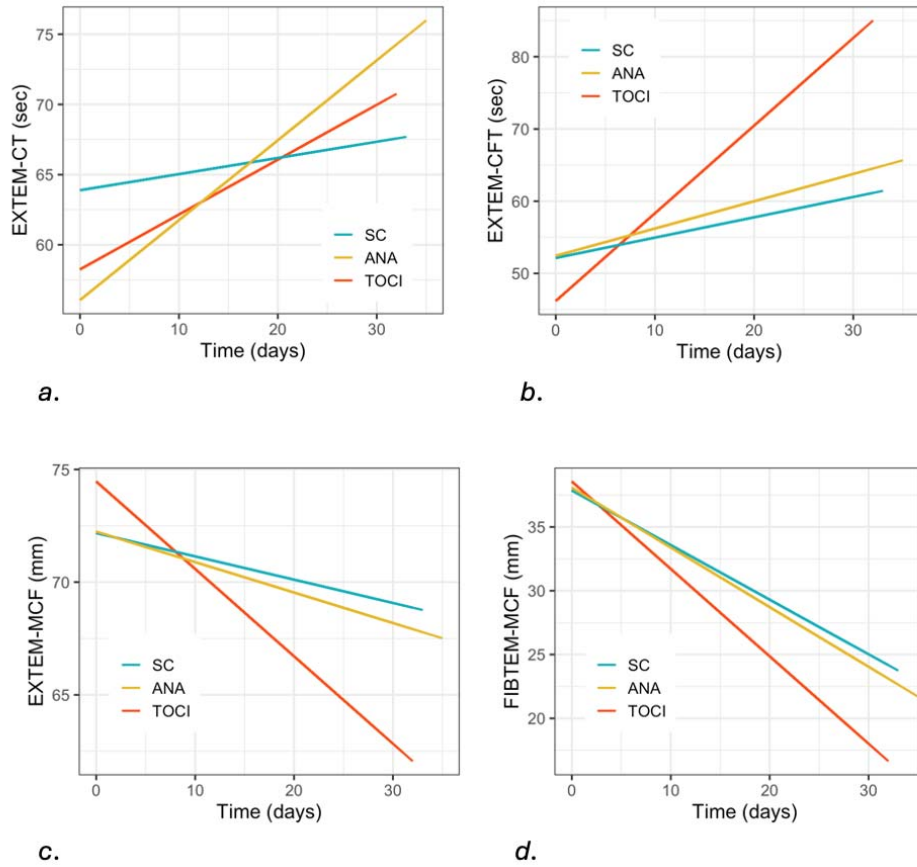 75
70
65
60
EXTEM-CT (sec)
SC
ANA
TOCI
0 10 20 30
Time (days)
a.
80
70
60
50
EXTEM-CFT (sec)
SC
ANA
TOCI
0 10 20 30
Time (days)
b.
75
70
65
EXTEM-MCF (mm)
SC
ANA
TOCI
0 10 20 30
Time (days)
c.
35
30
25
20
FIBTEM-MCF (mm)
SC
ANA
TOCI
0 10 20 30
Time (days)
d.